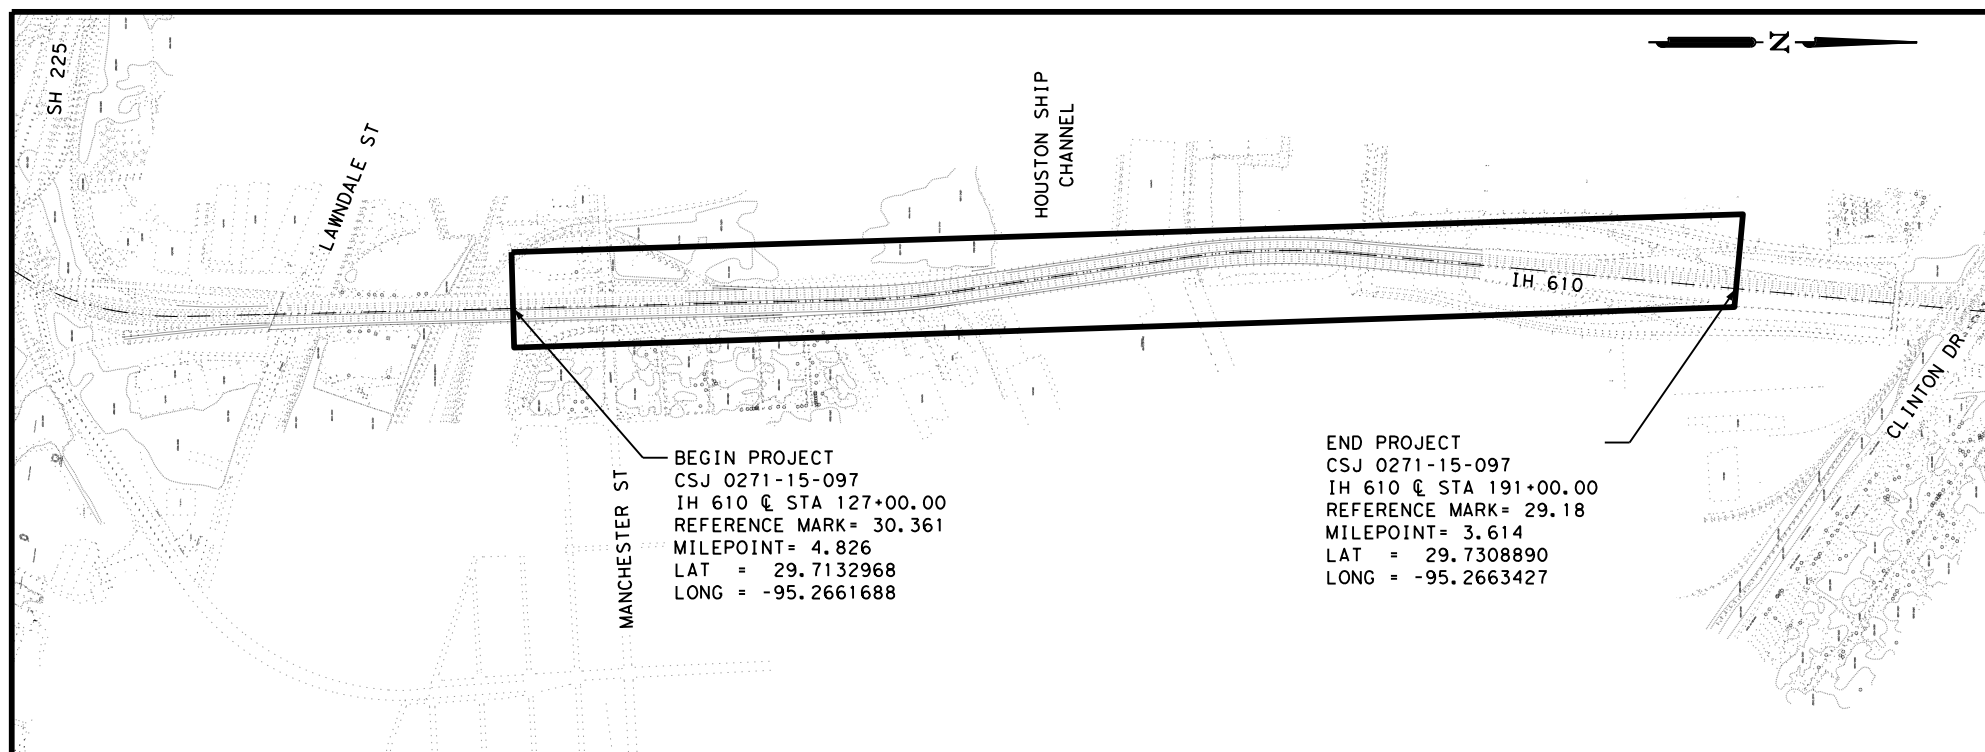 SH 225
LAWNDALE ST
HOUSTON SHIP
CHANNEL
N
IH 610
CLINTON DR
MANCHESTER ST
BEGIN PROJECT
CSJ 0271-15-097
IH 610 ℄ STA 127+00.00
REFERENCE MARK= 30.361
MILEPOINT= 4.826
LAT = 29.7132968
LONG = -95.2661688
END PROJECT
CSJ 0271-15-097
IH 610 ℄ STA 191+00.00
REFERENCE MARK= 29.18
MILEPOINT= 3.614
LAT = 29.7308890
LONG = -95.2663427